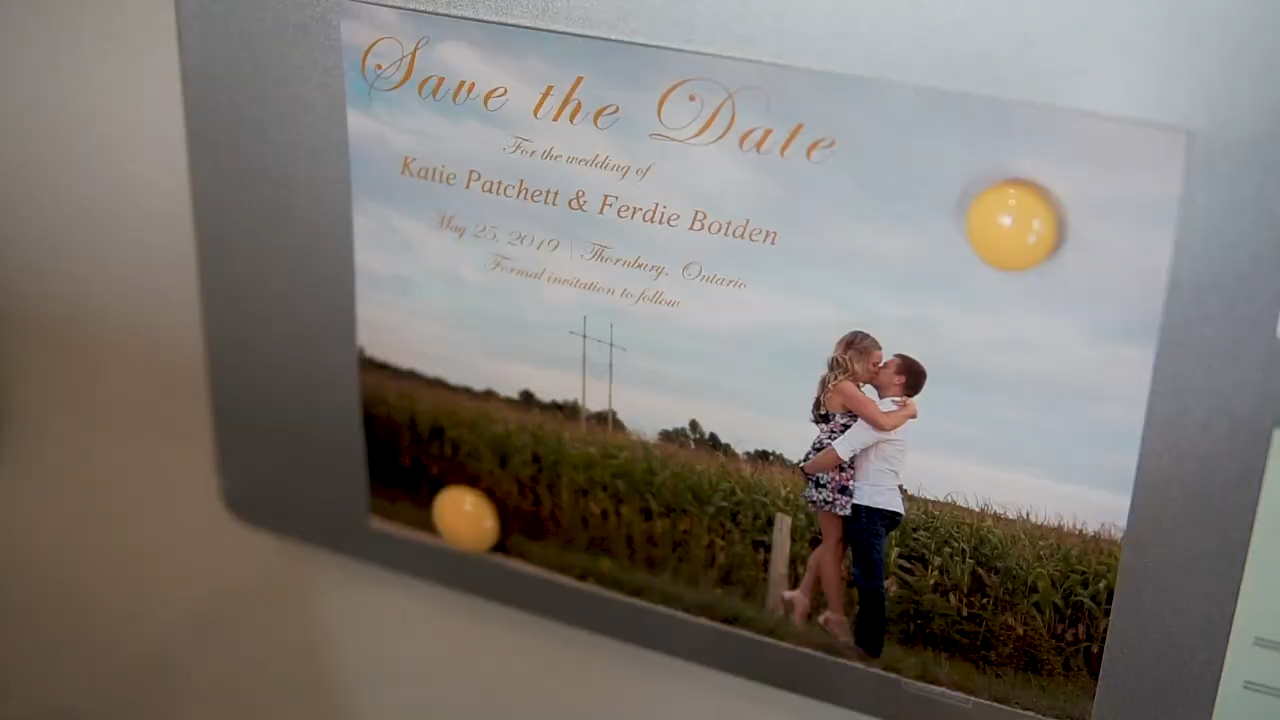 Save the Date
For the wedding of
Katie Patchett & Ferdie Botden
May 25, 2019 | Thornbury, Ontario
Formal invitation to follow